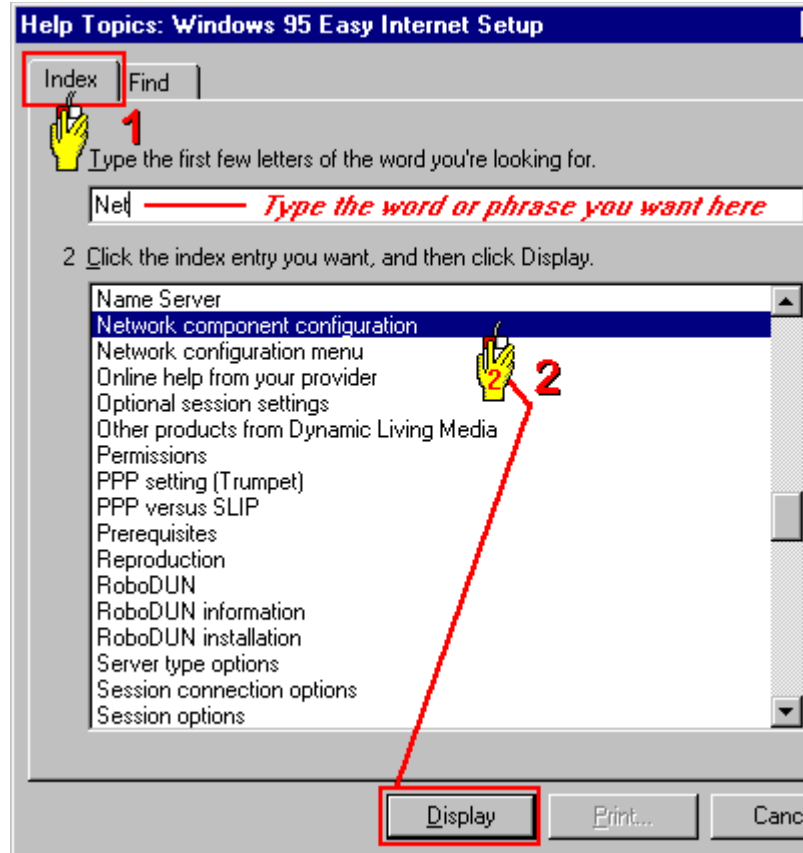 Help Topics: Windows 95 Easy Internet Setup
Index Find
1
Type the first few letters of the word you're looking for.
Net Type the word or phrase you want here
2 Click the index entry you want, and then click Display.
Name Server
Network component configuration
Network configuration menu
2 2
Online help from your provider
Optional session settings
Other products from Dynamic Living Media
Permissions
PPP setting (Trumpet)
PPP versus SLIP
Prerequisites
Reproduction
RoboDUN
RoboDUN information
RoboDUN installation
Server type options
Session connection options
Session options
Display Print... Canc